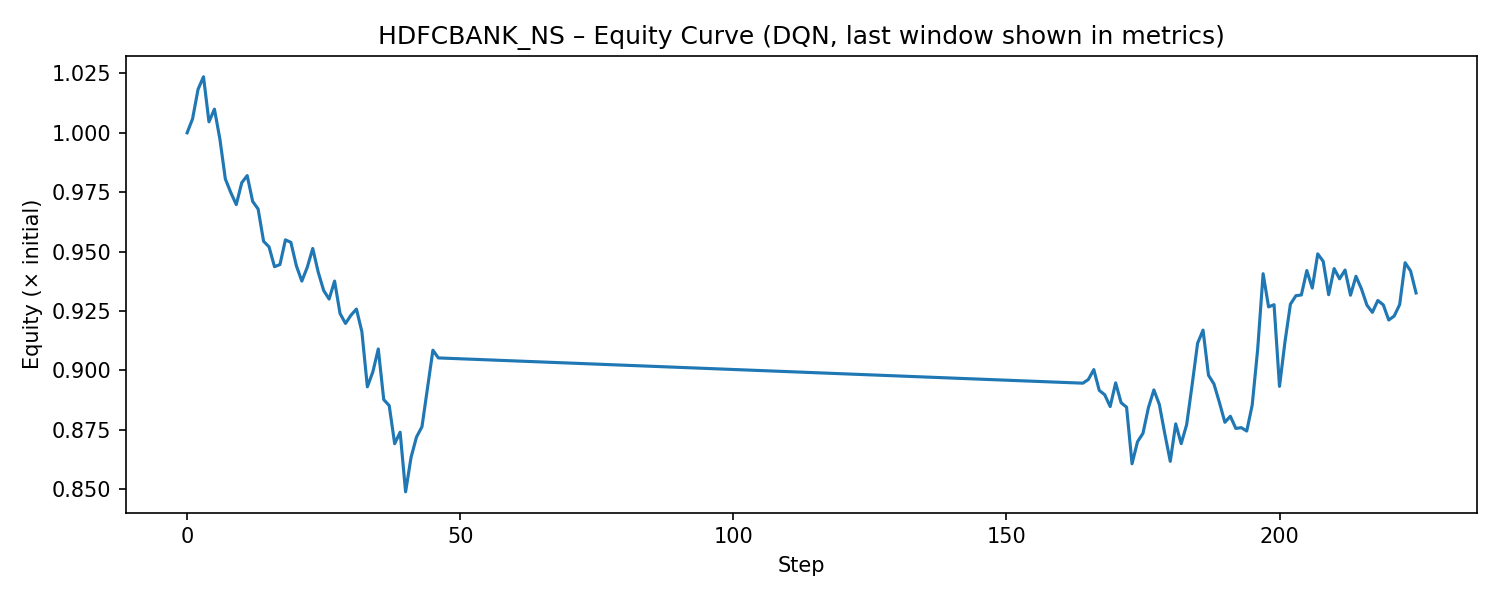 HDFCBANK_NS – Equity Curve (DQN, last window shown in metrics)
Equity (× initial)
1.025
1.000
0.975
0.950
0.925
0.900
0.875
0.850
0 50 100 150 200
Step